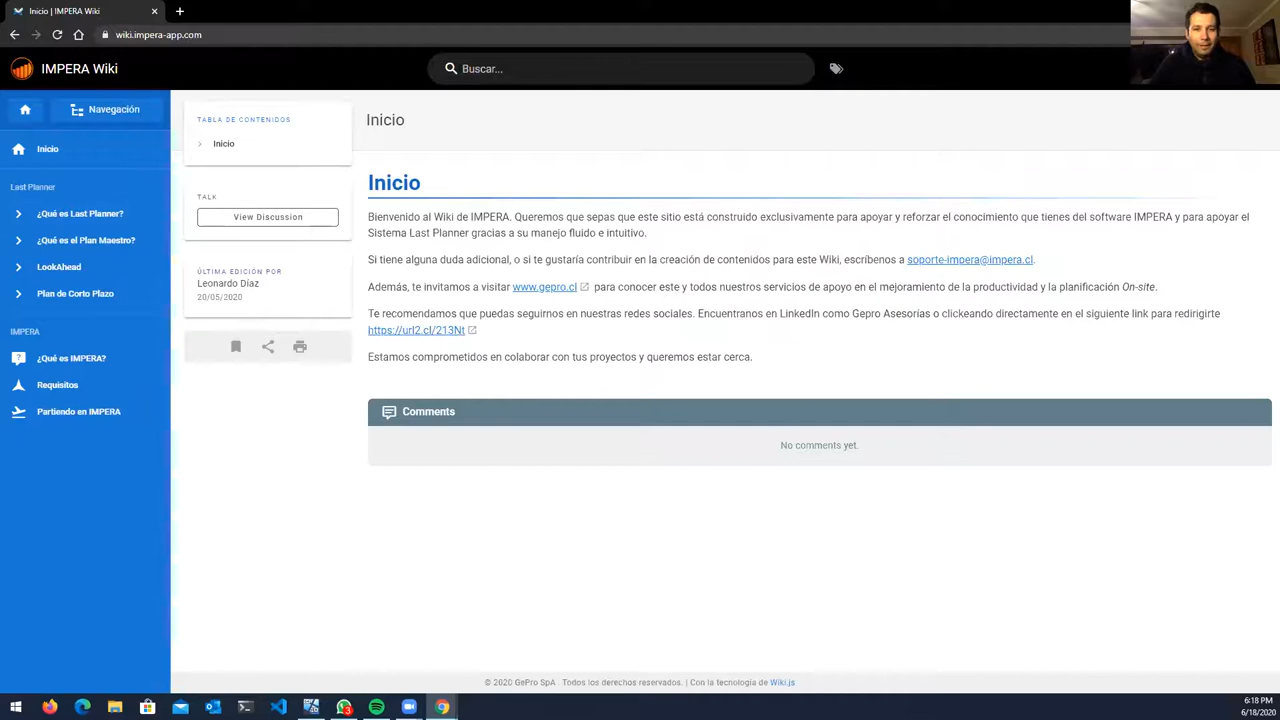 Inicio | IMPERA Wiki
wiki.impera-app.com
IMPERA Wiki
Buscar...
Navegación
Inicio
Last Planner
¿Qué es Last Planner?
¿Qué es el Plan Maestro?
LookAhead
Plan de Corto Plazo
IMPERA
¿Qué es IMPERA?
Requisitos
Partiendo en IMPERA
TABLA DE CONTENIDOS
Inicio
TALK
View Discussion
ÚLTIMA EDICIÓN POR
Leonardo Díaz
20/05/2020
Inicio
Inicio
Bienvenido al Wiki de IMPERA. Queremos que sepas que este sitio está construido exclusivamente para apoyar y reforzar el conocimiento que tienes del software IMPERA y para apoyar el
Sistema Last Planner gracias a su manejo fluido e intuitivo.
Si tiene alguna duda adicional, o si te gustaría contribuir en la creación de contenidos para este Wiki, escríbenos a soporte-impera@impera.cl.
Además, te invitamos a visitar www.gepro.cl para conocer este y todos nuestros servicios de apoyo en el mejoramiento de la productividad y la planificación On-site.
Te recomendamos que puedas seguirnos en nuestras redes sociales. Encuentranos en LinkedIn como Gepro Asesorías o clickeando directamente en el siguiente link para redirigirte
https://url2.cl/213Nt
Estamos comprometidos en colaborar con tus proyectos y queremos estar cerca.
Comments
No comments yet.
© 2020 GePro SpA Todos los derechos reservados. | Con la tecnología de Wiki.js
3
6:18 PM
6/18/2020